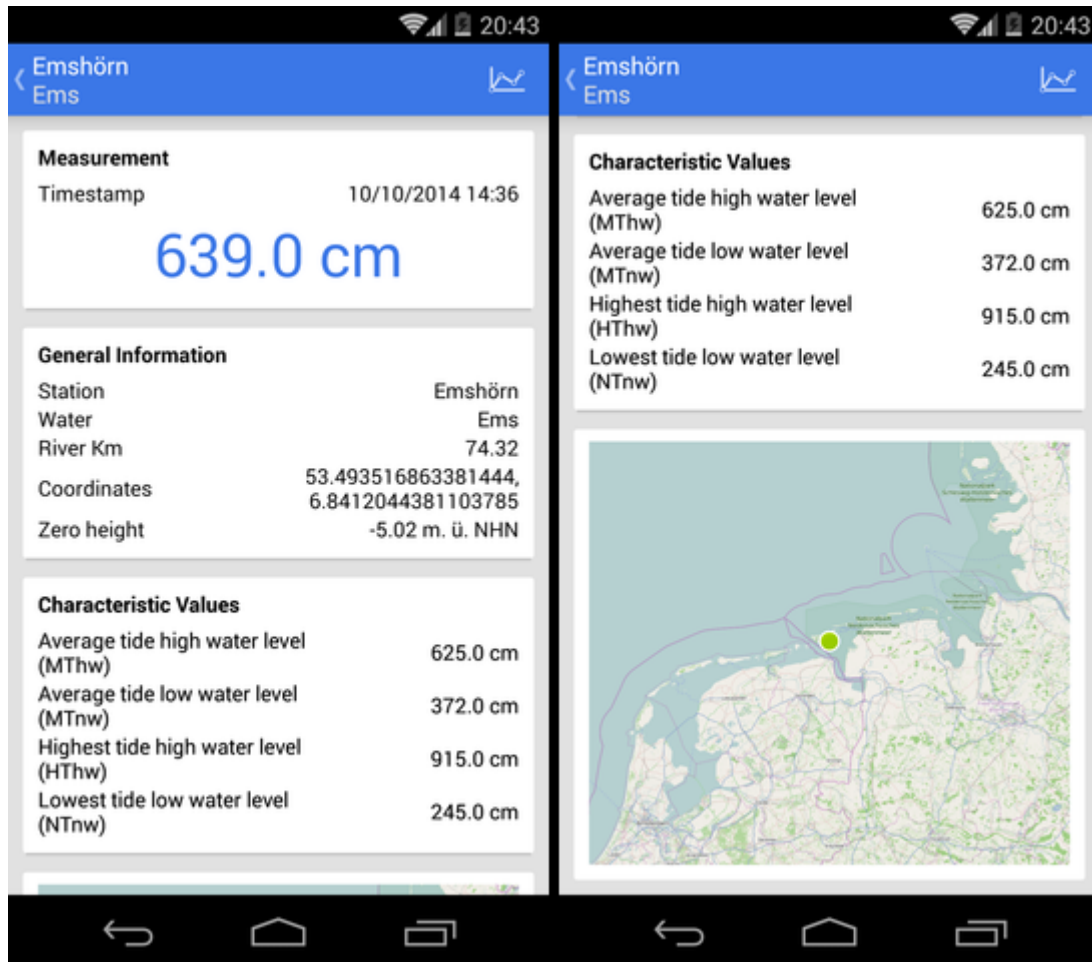 20:43
Emshörn
Ems
Measurement
Timestamp 10/10/2014 14:36
639.0 cm
General Information
Station Emshörn
Water Ems
River Km 74.32
Coordinates 53.493516863381444,
6.8412044381103785
Zero height -5.02 m. ü. NHN
Characteristic Values
Average tide high water level
(MThw) 625.0 cm
Average tide low water level
(MTnw) 372.0 cm
Highest tide high water level
(HThw) 915.0 cm
Lowest tide low water level
(NTnw) 245.0 cm
20:43
Emshörn
Ems
Characteristic Values
Average tide high water level
(MThw) 625.0 cm
Average tide low water level
(MTnw) 372.0 cm
Highest tide high water level
(HThw) 915.0 cm
Lowest tide low water level
(NTnw) 245.0 cm